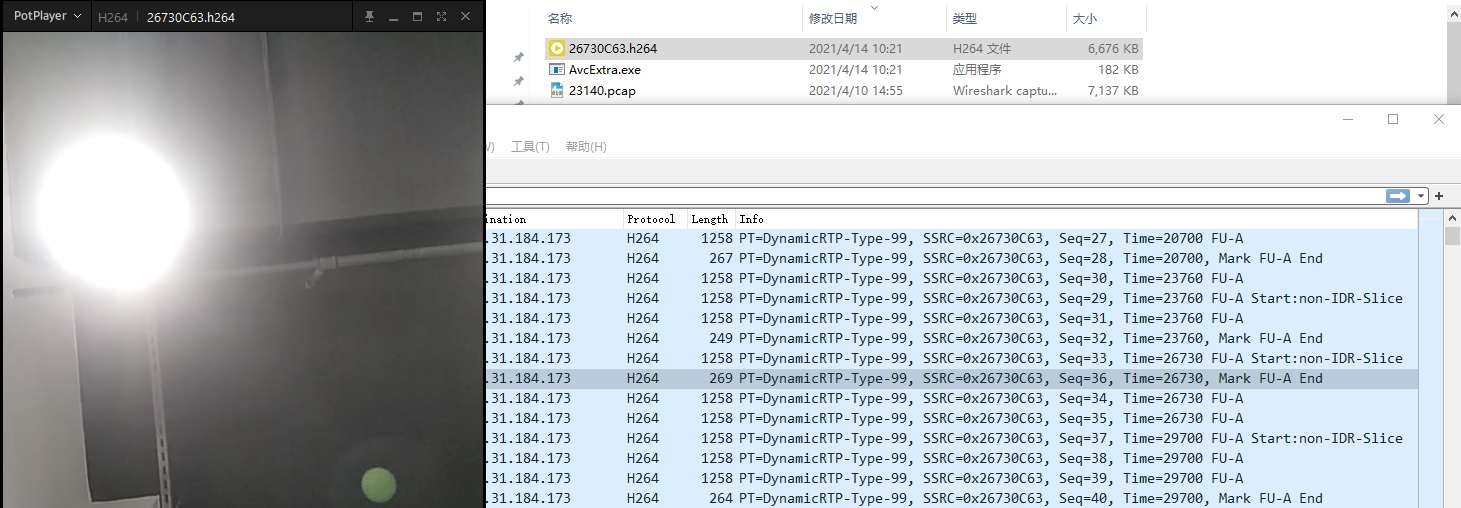 PotPlayer H264 26730C63.h264
名称 修改日期 类型 大小
26730C63.h264 2021/4/14 10:21 H264 文件 6,676 KB
AvcExtra.exe 2021/4/14 10:21 应用程序 182 KB
23140.pcap 2021/4/10 14:55 Wireshark captu... 7,137 KB
工具(T) 帮助(H)
ination Protocol Length Info
.31.184.173 H264 1258 PT=DynamicRTP-Type-99, SSRC=0x26730C63, Seq=27, Time=20700 FU-A
.31.184.173 H264 267 PT=DynamicRTP-Type-99, SSRC=0x26730C63, Seq=28, Time=20700, Mark FU-A End
.31.184.173 H264 1258 PT=DynamicRTP-Type-99, SSRC=0x26730C63, Seq=30, Time=23760 FU-A
.31.184.173 H264 1258 PT=DynamicRTP-Type-99, SSRC=0x26730C63, Seq=29, Time=23760 FU-A Start:non-IDR-Slice
.31.184.173 H264 1258 PT=DynamicRTP-Type-99, SSRC=0x26730C63, Seq=31, Time=23760 FU-A
.31.184.173 H264 249 PT=DynamicRTP-Type-99, SSRC=0x26730C63, Seq=32, Time=23760, Mark FU-A End
.31.184.173 H264 1258 PT=DynamicRTP-Type-99, SSRC=0x26730C63, Seq=33, Time=26730 FU-A Start:non-IDR-Slice
.31.184.173 H264 269 PT=DynamicRTP-Type-99, SSRC=0x26730C63, Seq=36, Time=26730, Mark FU-A End
.31.184.173 H264 1258 PT=DynamicRTP-Type-99, SSRC=0x26730C63, Seq=34, Time=26730 FU-A
.31.184.173 H264 1258 PT=DynamicRTP-Type-99, SSRC=0x26730C63, Seq=35, Time=26730 FU-A
.31.184.173 H264 1258 PT=DynamicRTP-Type-99, SSRC=0x26730C63, Seq=37, Time=29700 FU-A Start:non-IDR-Slice
.31.184.173 H264 1258 PT=DynamicRTP-Type-99, SSRC=0x26730C63, Seq=38, Time=29700 FU-A
.31.184.173 H264 1258 PT=DynamicRTP-Type-99, SSRC=0x26730C63, Seq=39, Time=29700 FU-A
.31.184.173 H264 264 PT=DynamicRTP-Type-99, SSRC=0x26730C63, Seq=40, Time=29700, Mark FU-A End